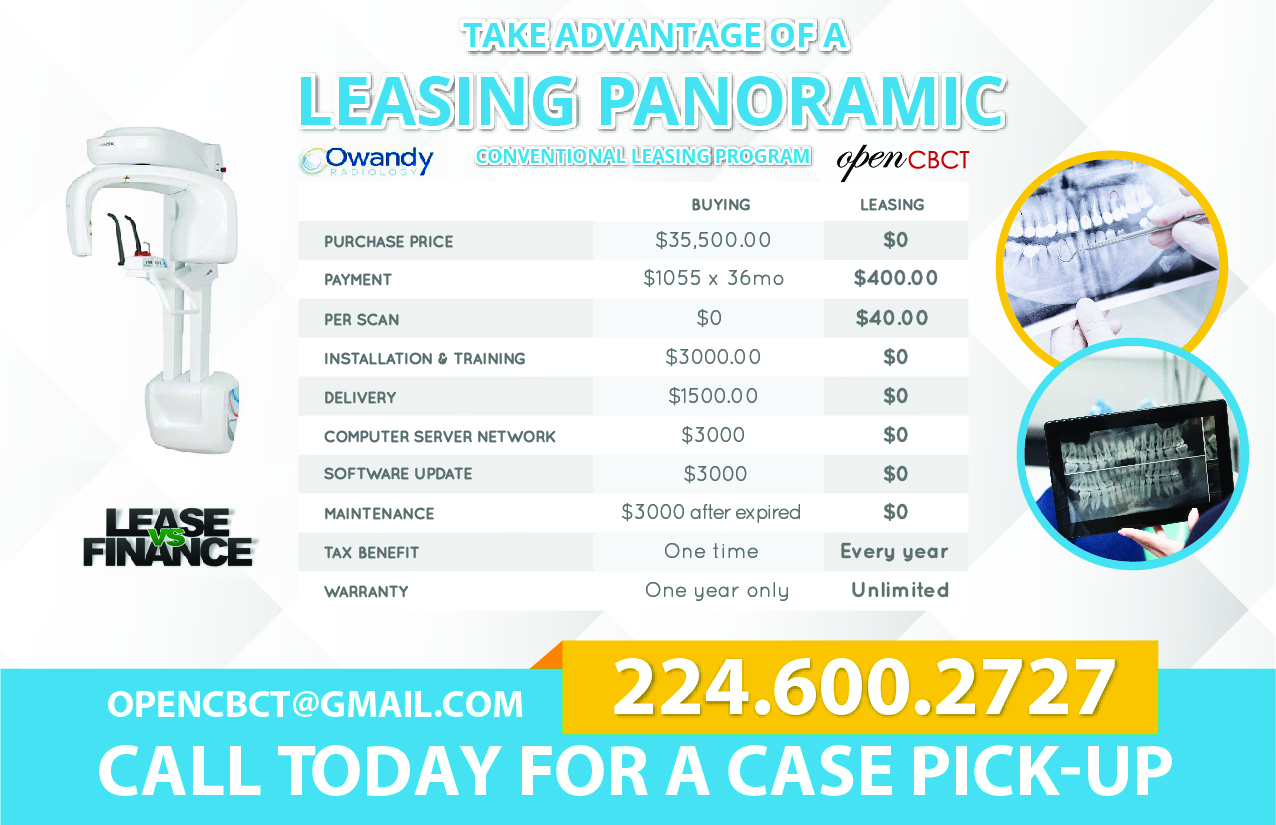 TAKE ADVANTAGE OF A
LEASING PANORAMIC
Owandy
RADIOLOGY
CONVENTIONAL LEASING PROGRAM
open CBCT
BUYING LEASING
PURCHASE PRICE $35,500.00 $0
PAYMENT $1055 x 36mo $400.00
PER SCAN $0 $40.00
INSTALLATION & TRAINING $3000.00 $0
DELIVERY $1500.00 $0
COMPUTER SERVER NETWORK $3000 $0
SOFTWARE UPDATE $3000 $0
MAINTENANCE $3000 after expired $0
TAX BENEFIT One time Every year
WARRANTY One year only Unlimited
LEASE
VS
FINANCE
224.600.2727
OPENCBCT@GMAIL.COM
CALL TODAY FOR A CASE PICK-UP